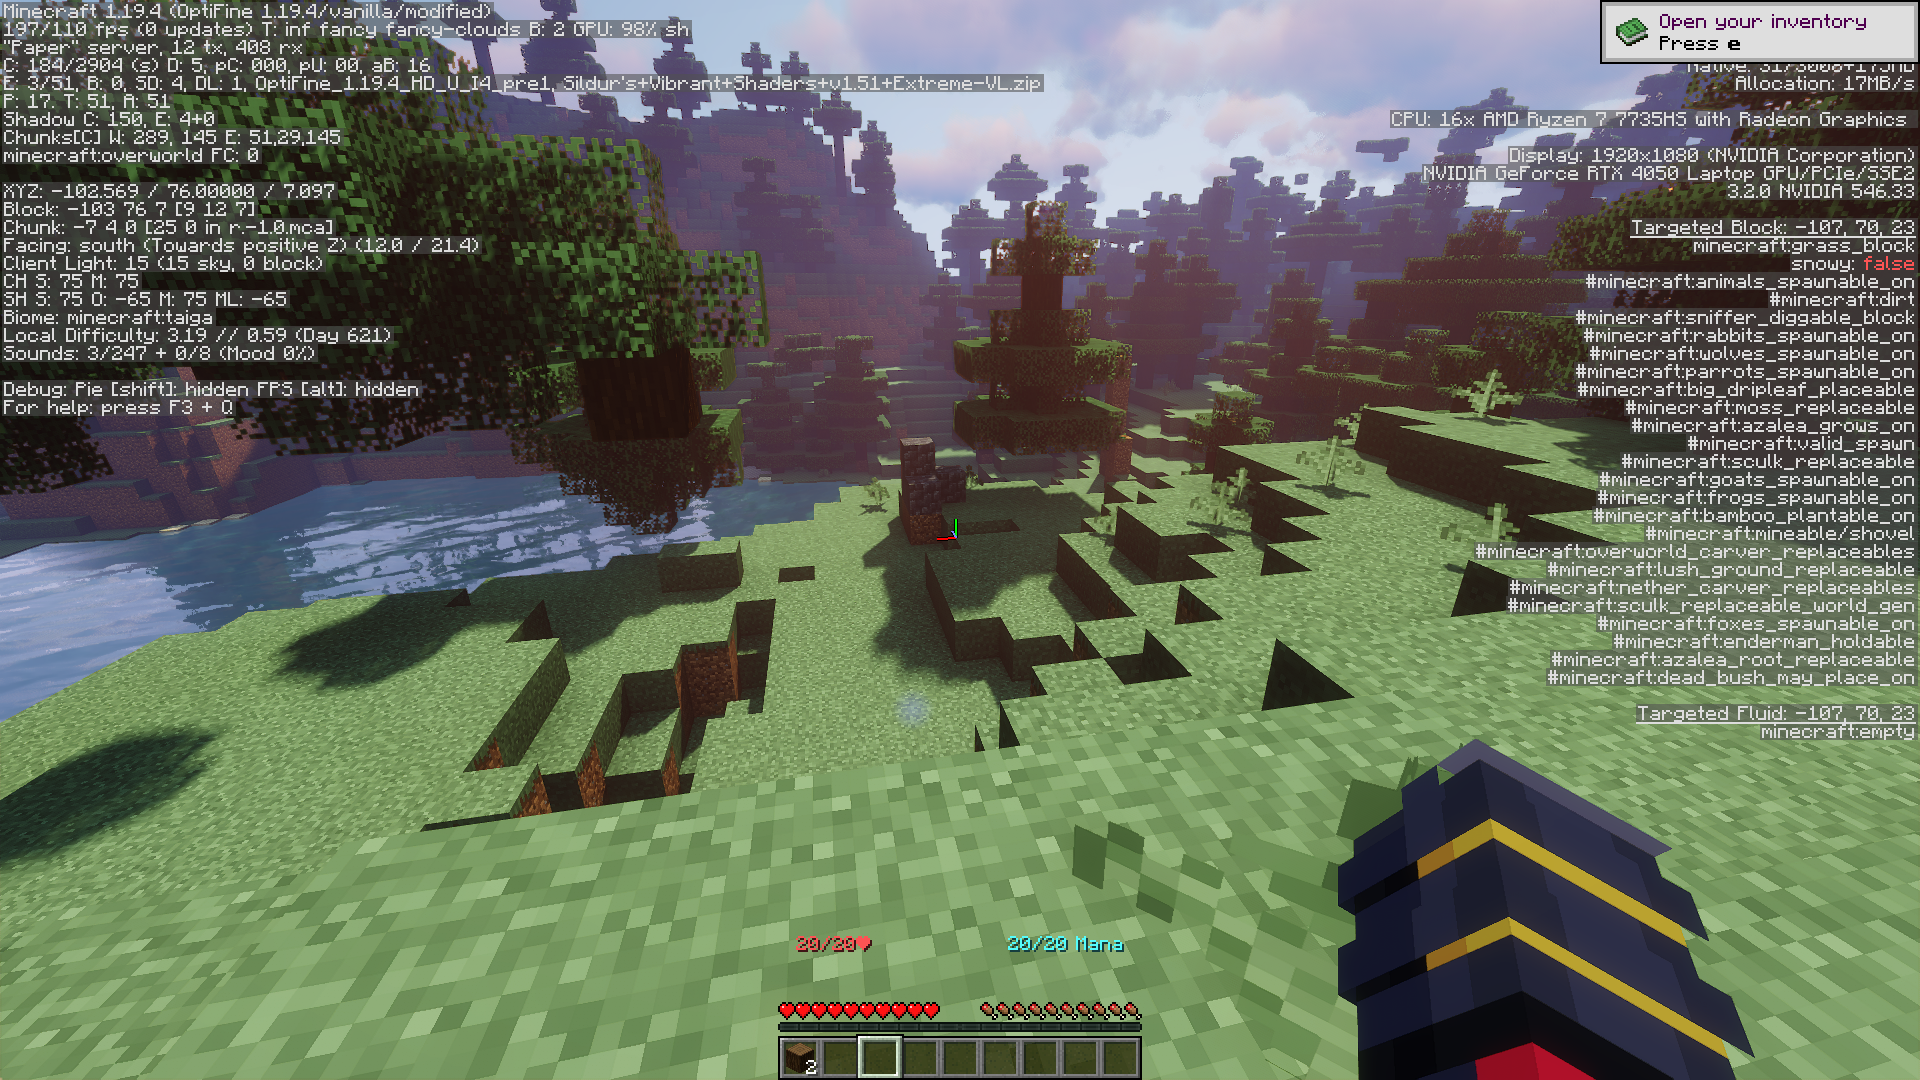 Minecraft 1.19.4 (OptiFine 1.19.4/vanilla/modified)
197/110 fps (0 updates) T: inf fancy fancy-clouds B: 2 GPU: 98% sh
"Paper" server, 12 tx, 408 rx
C: 184/2904 (s) D: 5, pC: 000, pU: 00, aB: 16
E: 3/51, B: 0, SD: 4, DL: 1, OptiFine_1.19.4_HD_U_I4_pre1, Sildur's+Vibrant+Shaders+v1.51+Extreme-VL.zip
P: 17. T: 51, A: 51
Shadow C: 150, E: 4+0
Chunks[C] W: 289, 145 E: 51,29,145
minecraft:overworld FC: 0
XYZ: -102.569 / 76.00000 / 7.097
Block: -103 76 7 [9 12 7]
Chunk: -7 4 0 [25 0 in r.-1.0.mca]
Facing: south (Towards positive Z) (12.0 / 21.4)
Client Light: 15 (15 sky, 0 block)
CH S: 75 M: 75
SH S: 75 O: -65 M: 75 ML: -65
Biome: minecraft:taiga
Local Difficulty: 3.19 // 0.59 (Day 621)
Sounds: 3/247 + 0/8 (Mood 0%)
Debug: Pie [shift]: hidden FPS [alt]: hidden
For help: press F3 + Q
Open your inventory
Press e
Allocation: 17MB/s
CPU: 16x AMD Ryzen 7 7735HS with Radeon Graphics
Display: 1920x1080 (NVIDIA Corporation)
NVIDIA GeForce RTX 4050 Laptop GPU/PCIe/SSE2
3.2.0 NVIDIA 546.33
Targeted Block: -107, 70, 23
minecraft:grass_block
snowy: false
#minecraft:animals_spawnable_on
#minecraft:dirt
#minecraft:sniffer_diggable_block
#minecraft:rabbits_spawnable_on
#minecraft:wolves_spawnable_on
#minecraft:parrots_spawnable_on
#minecraft:big_dripleaf_placeable
#minecraft:moss_replaceable
#minecraft:azalea_grows_on
#minecraft:valid_spawn
#minecraft:sculk_replaceable
#minecraft:goats_spawnable_on
#minecraft:frogs_spawnable_on
#minecraft:bamboo_plantable_on
#minecraft:mineable/shovel
#minecraft:overworld_carver_replaceables
#minecraft:lush_ground_replaceable
#minecraft:nether_carver_replaceables
#minecraft:sculk_replaceable_world_gen
#minecraft:foxes_spawnable_on
#minecraft:enderman_holdable
#minecraft:azalea_root_replaceable
#minecraft:dead_bush_may_place_on
Targeted Fluid: -107, 70, 23
minecraft:empty
20/20❤ 20/20 Mana
2